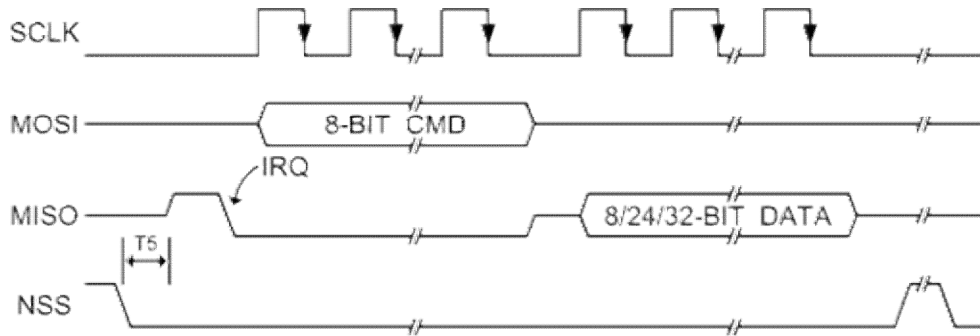 SCLK
MOSI
8-BIT CMD
IRQ
MISO
8/24/32-BIT DATA
T5
NSS